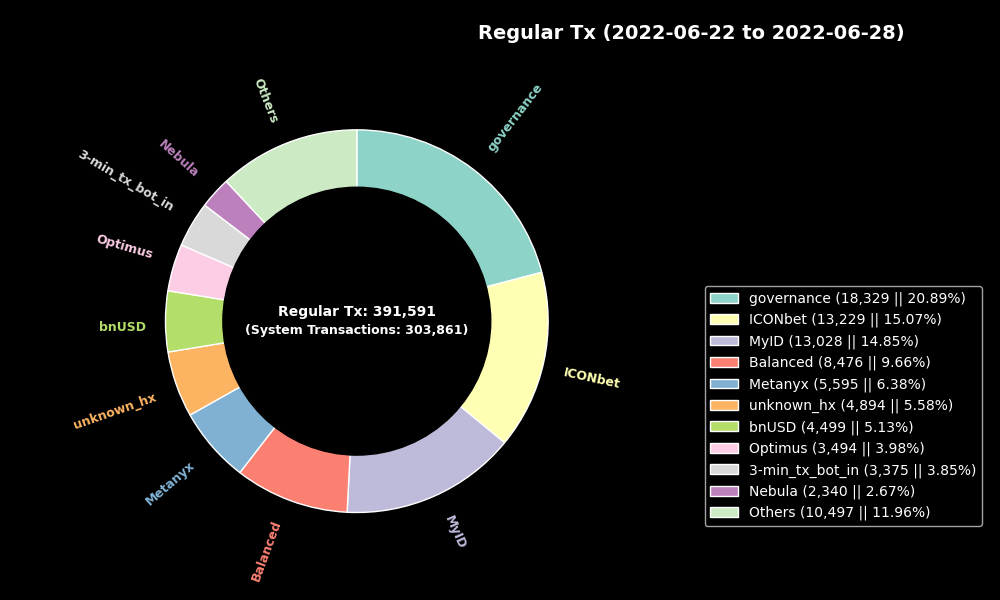 Regular Tx (2022-06-22 to 2022-06-28)
Others
governance
Nebula
3-min_tx_bot_in
Optimus
bnUSD
unknown_hx
Metanyx
Balanced
MyID
ICONbet
Regular Tx: 391,591
(System Transactions: 303,861)
governance (18,329 || 20.89%)
ICONbet (13,229 || 15.07%)
MyID (13,028 || 14.85%)
Balanced (8,476 || 9.66%)
Metanyx (5,595 || 6.38%)
unknown_hx (4,894 || 5.58%)
bnUSD (4,499 || 5.13%)
Optimus (3,494 || 3.98%)
3-min_tx_bot_in (3,375 || 3.85%)
Nebula (2,340 || 2.67%)
Others (10,497 || 11.96%)